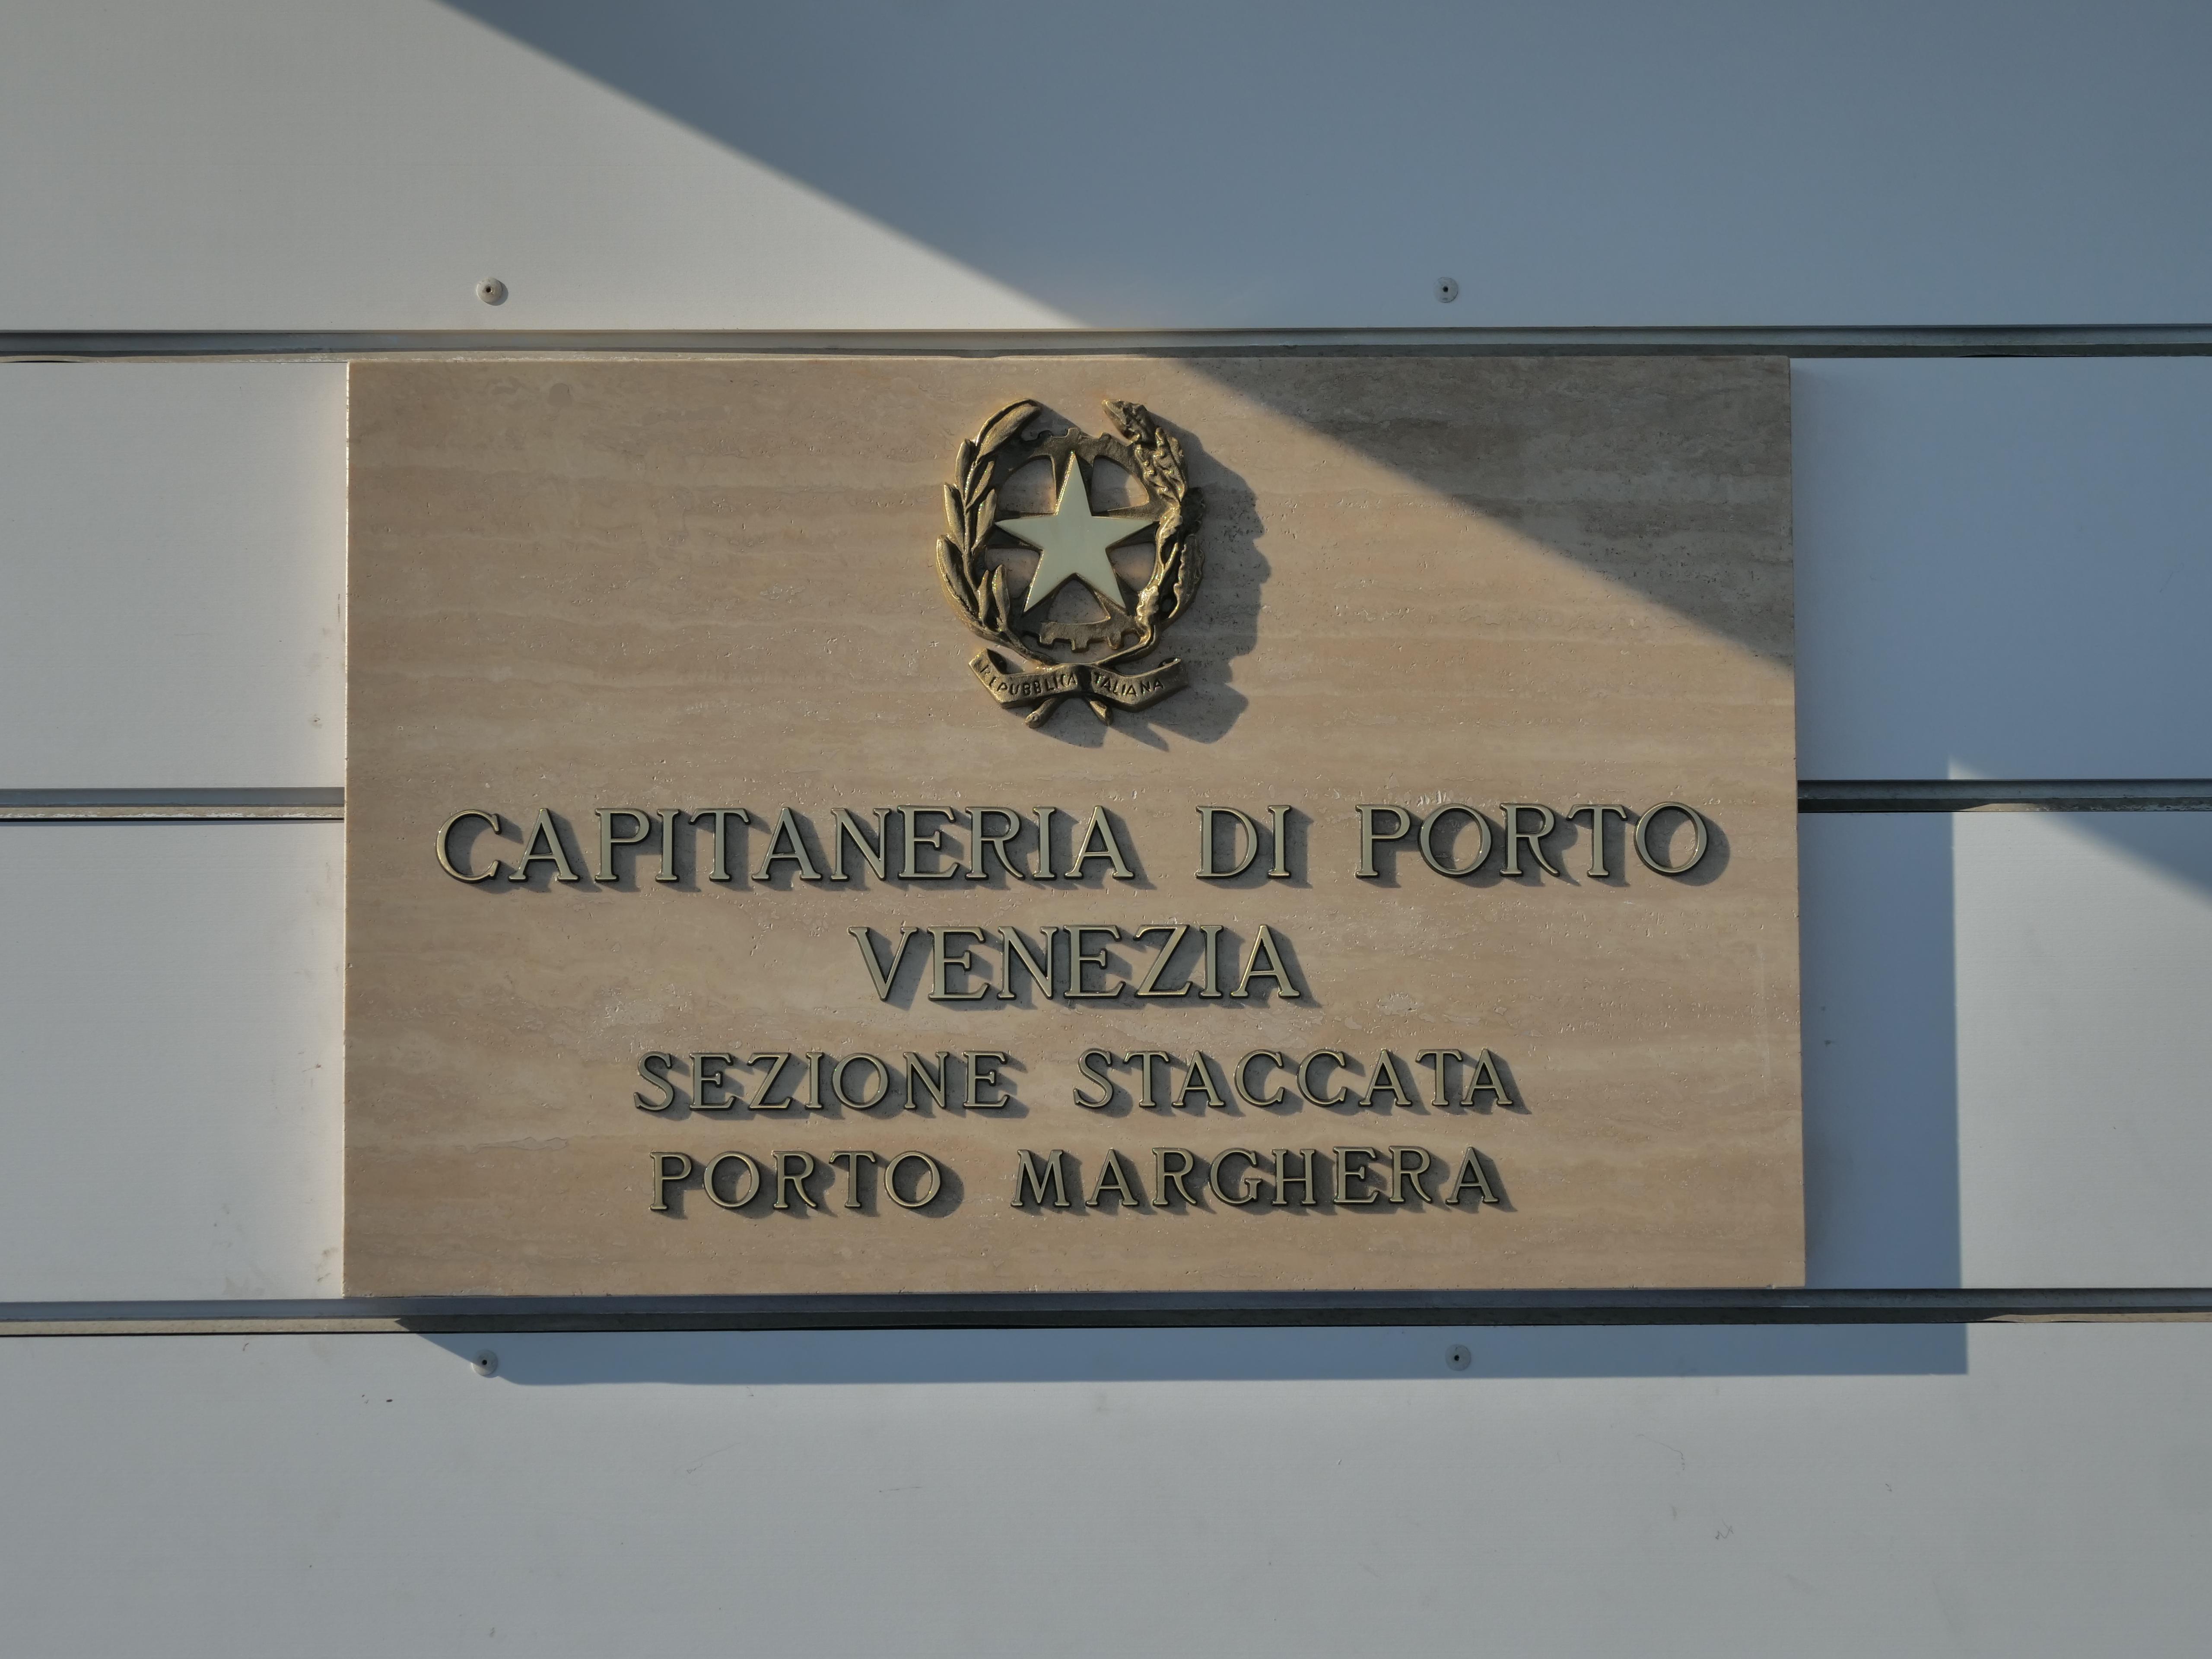 REPUBBLICA ITALIANA
CAPITANERIA DI PORTO
VENEZIA
SEZIONE STACCATA
PORTO MARGHERA